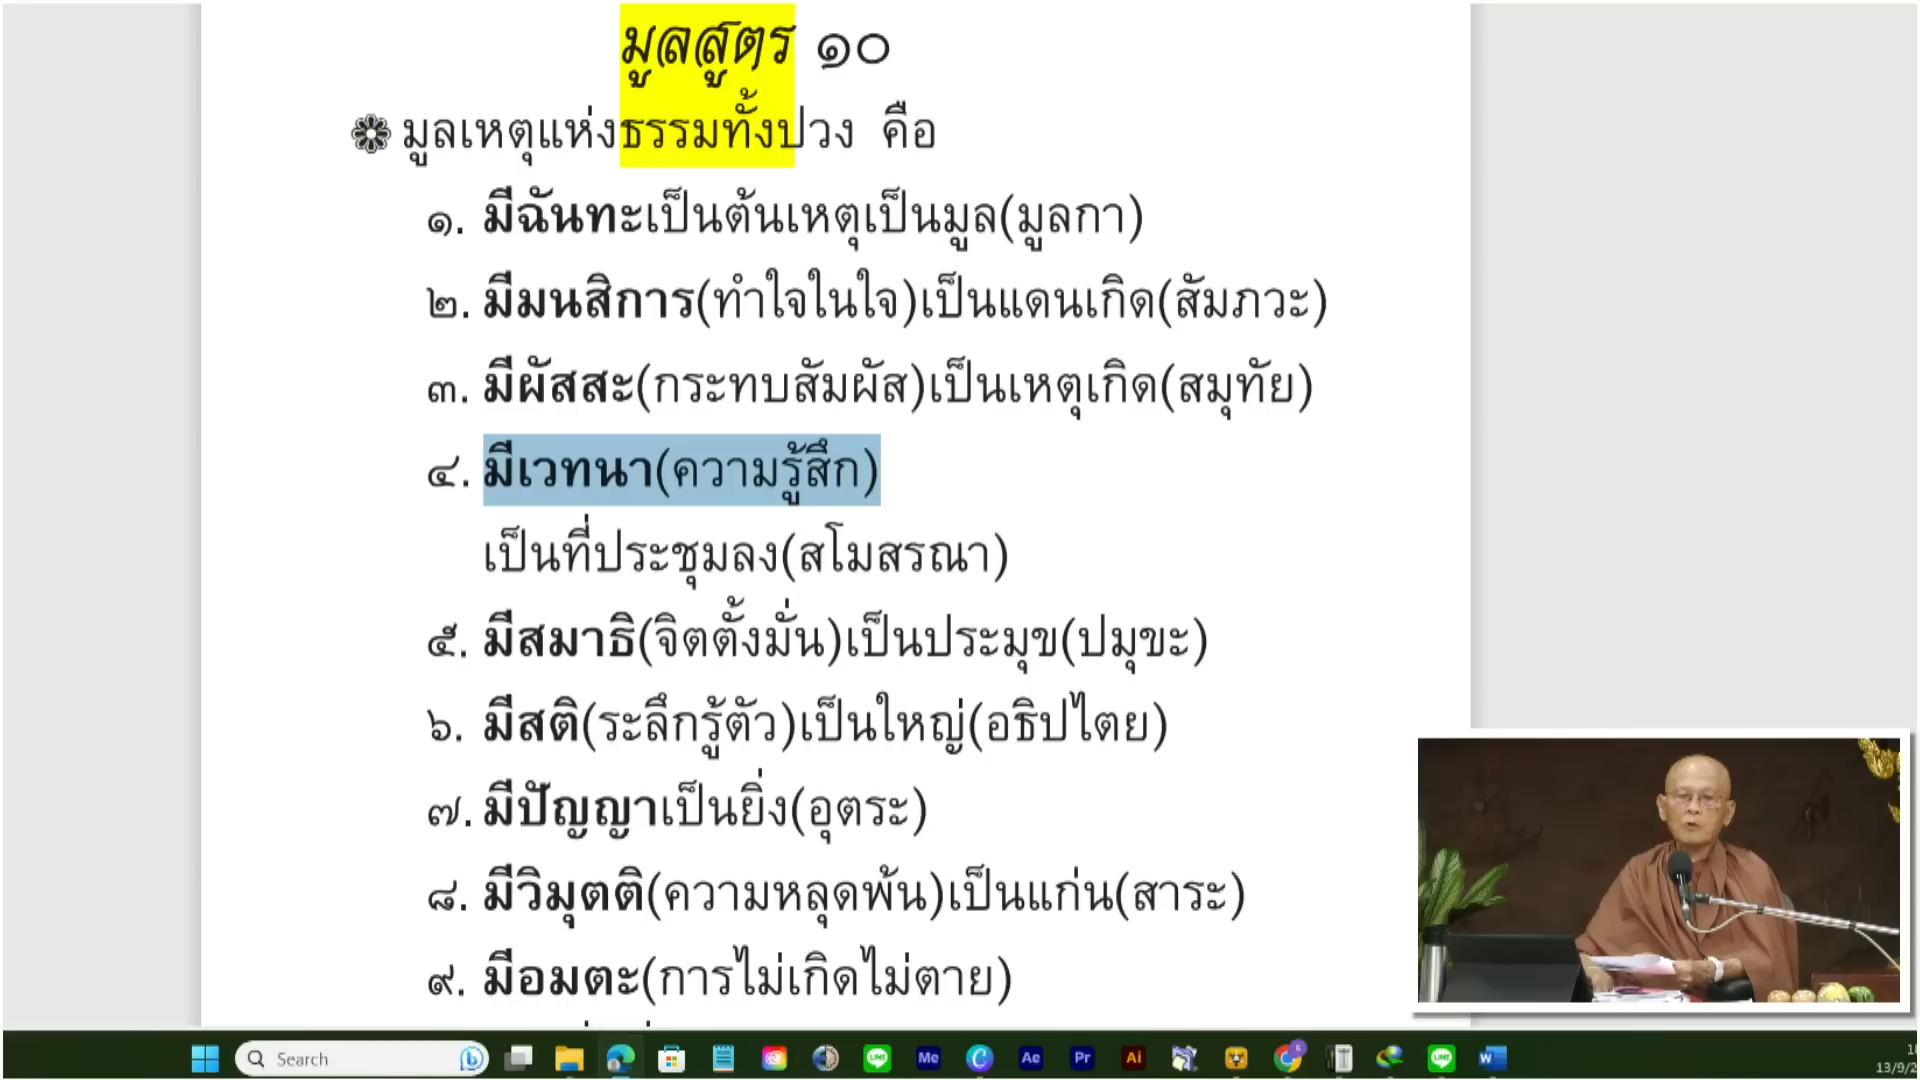 มูลสูตร ๑๐
มูลเหตุแห่งธรรมทั้งปวง คือ
๑. มีฉันทะเป็นต้นเหตุเป็นมูล(มูลกา)
๒. มีมนสิการ(ทำใจในใจ)เป็นแดนเกิด(สัมภวะ)
๓. มีผัสสะ(กระทบสัมผัส)เป็นเหตุเกิด(สมุทัย)
๔. มีเวทนา(ความรู้สึก)
เป็นที่ประชุมลง(สโมสรณา)
๕. มีสมาธิ(จิตตั้งมั่น)เป็นประมุข(ปมุขะ)
๖. มีสติ(ระลึกรู้ตัว)เป็นใหญ่(อธิปไตย)
๗. มีปัญญาเป็นยิ่ง(อุตระ)
๘. มีวิมุตติ(ความหลุดพ้น)เป็นแก่น(สาระ)
๙. มีอมตะ(การไม่เกิดไม่ตาย)
Search
LINE Me C Ae Pr Ai LINE W
13/9/2